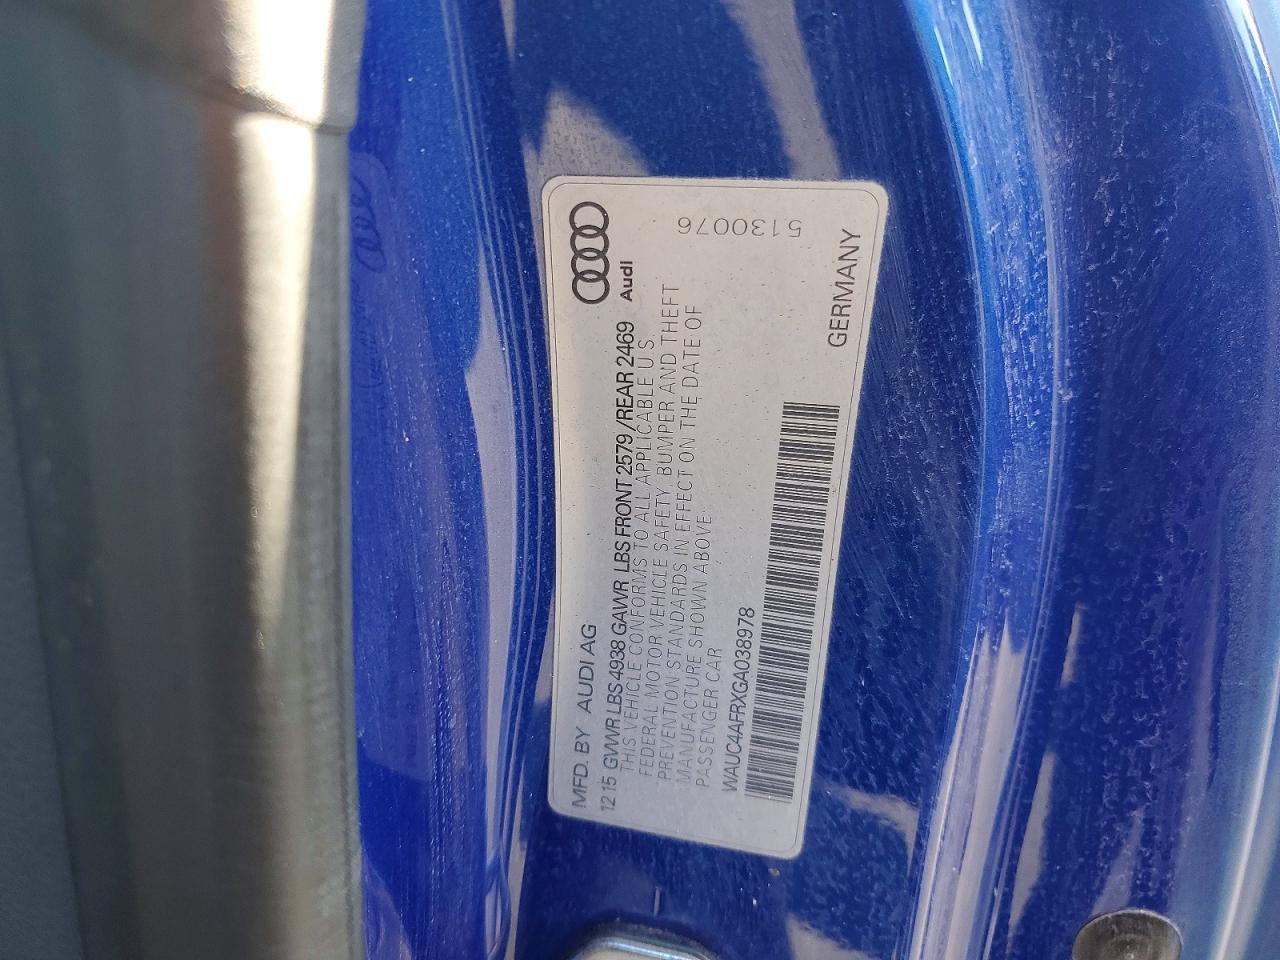 MFD. BY AUDI AG
12 15 GVWR LBS 4938 GAWR LBS FRONT 2579 /REAR 2469
THIS VEHICLE CONFORMS TO ALL APPLICABLE U.S.
FEDERAL MOTOR VEHICLE SAFETY, BUMPER AND THEFT
PREVENTION STANDARDS IN EFFECT ON THE DATE OF
MANUFACTURE SHOWN ABOVE.
PASSENGER CAR
WAUC4AFRXGA038978
GERMANY
Audi
5130076